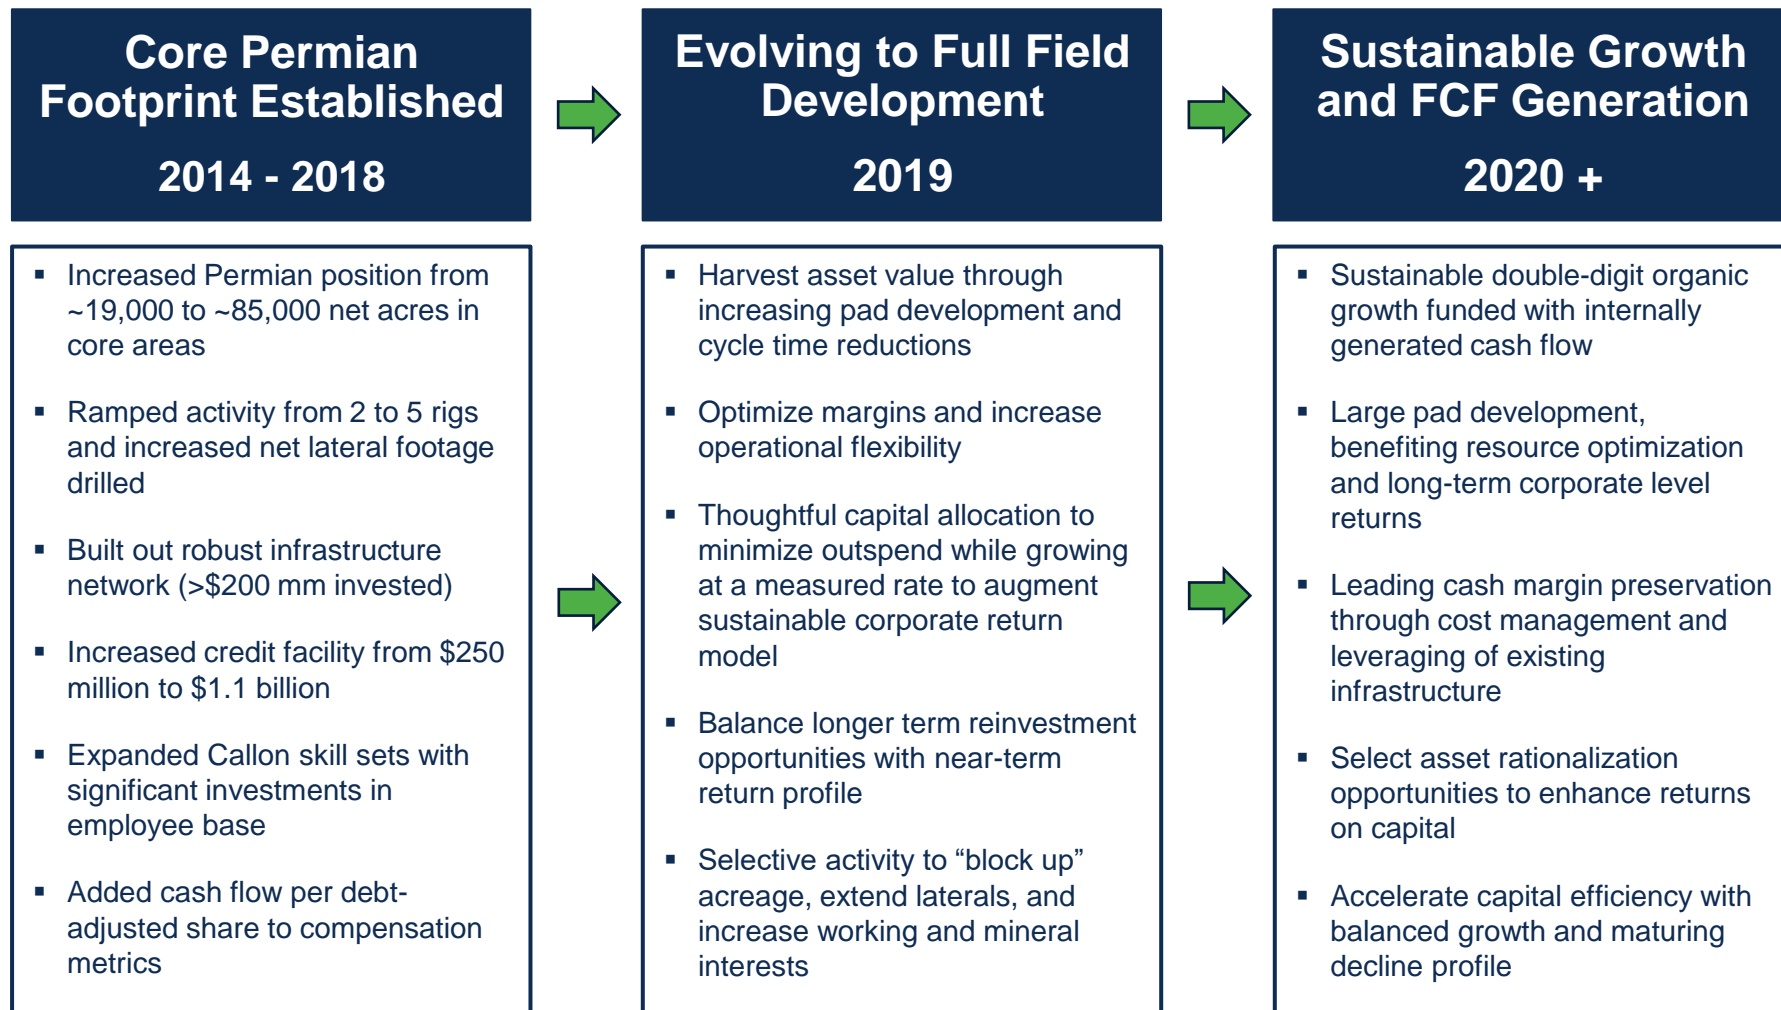 Core Permian
Footprint Established
2014 - 2018
▪ Increased Permian position from
~19,000 to ~85,000 net acres in
core areas
▪ Ramped activity from 2 to 5 rigs
and increased net lateral footage
drilled
▪ Built out robust infrastructure
network (>$200 mm invested)
▪ Increased credit facility from $250
million to $1.1 billion
▪ Expanded Callon skill sets with
significant investments in
employee base
▪ Added cash flow per debt-
adjusted share to compensation
metrics
Evolving to Full Field
Development
2019
▪ Harvest asset value through
increasing pad development and
cycle time reductions
▪ Optimize margins and increase
operational flexibility
▪ Thoughtful capital allocation to
minimize outspend while growing
at a measured rate to augment
sustainable corporate return
model
▪ Balance longer term reinvestment
opportunities with near-term
return profile
▪ Selective activity to “block up”
acreage, extend laterals, and
increase working and mineral
interests
Sustainable Growth
and FCF Generation
2020 +
▪ Sustainable double-digit organic
growth funded with internally
generated cash flow
▪ Large pad development,
benefiting resource optimization
and long-term corporate level
returns
▪ Leading cash margin preservation
through cost management and
leveraging of existing
infrastructure
▪ Select asset rationalization
opportunities to enhance returns
on capital
▪ Accelerate capital efficiency with
balanced growth and maturing
decline profile